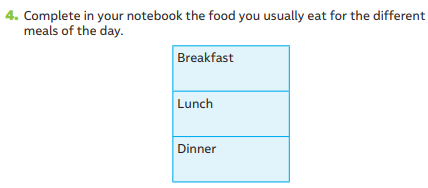 4. Complete in your notebook the food you usually eat for the different
meals of the day.
Breakfast
Lunch
Dinner